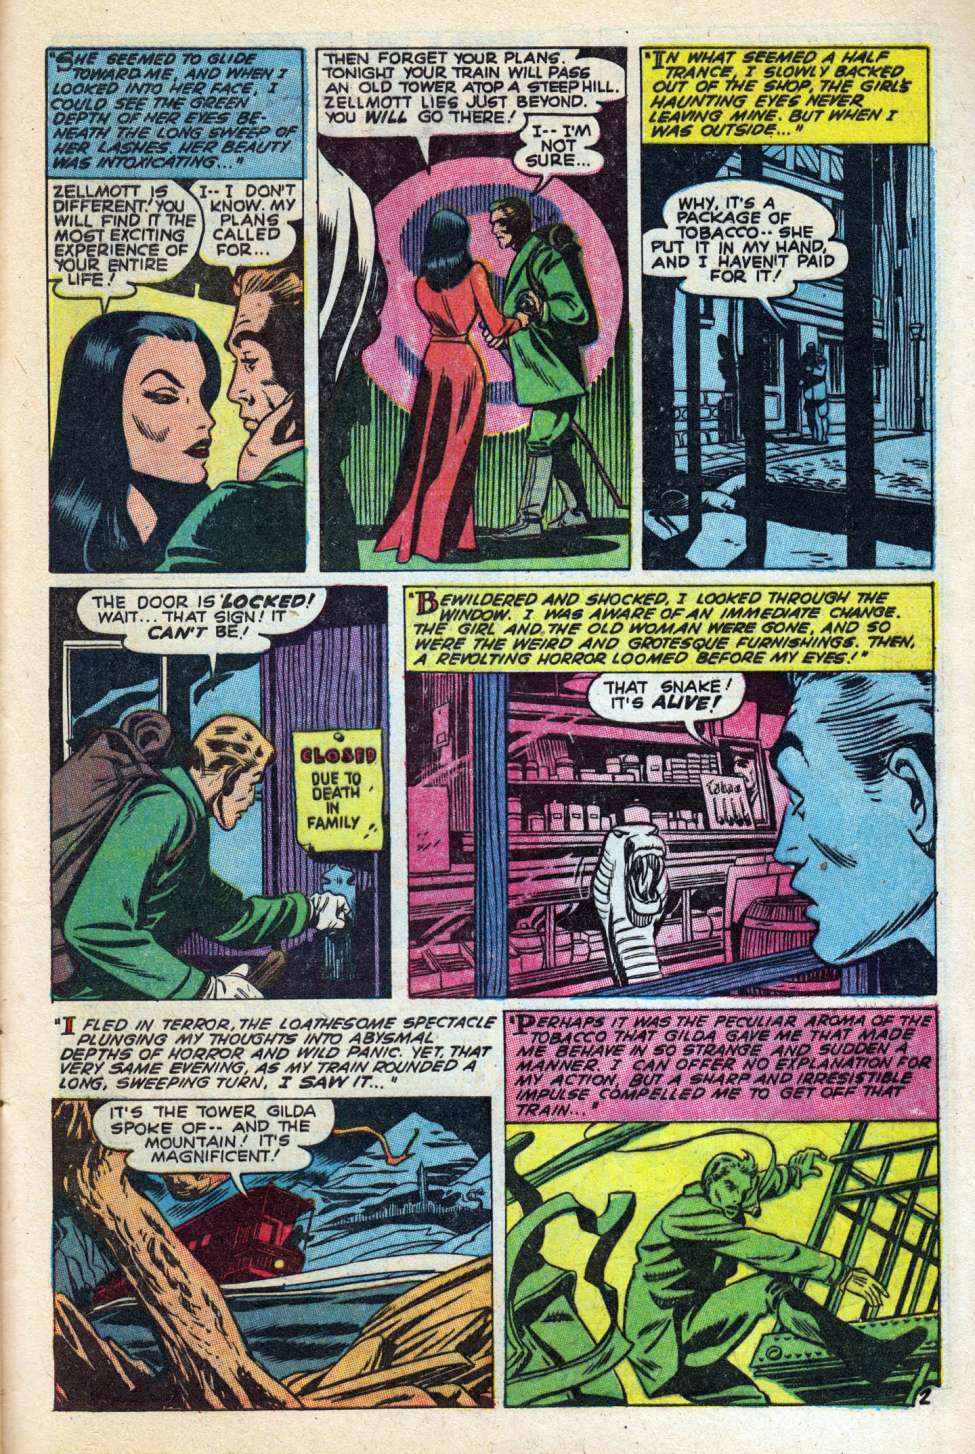 "SHE SEEMED TO GLIDE
TOWARD ME, AND WHEN I
LOOKED INTO HER FACE, I
COULD SEE THE GREEN
DEPTH OF HER EYES BE-
NEATH THE LONG SWEEP OF
HER LASHES. HER BEAUTY
WAS INTOXICATING..."
ZELLMOTT IS
DIFFERENT! YOU
WILL FIND IT THE
MOST EXCITING
EXPERIENCE OF
YOUR ENTIRE
LIFE!
I-- I DON'T
KNOW. MY
PLANS
CALLED
FOR...
THEN FORGET YOUR PLANS.
TONIGHT YOUR TRAIN WILL PASS
AN OLD TOWER ATOP A STEEP HILL.
ZELLMOTT LIES JUST BEYOND.
YOU WILL GO THERE!
I-- I'M
NOT
SURE...
"IN WHAT SEEMED A HALF
TRANCE, I SLOWLY BACKED
OUT OF THE SHOP, THE GIRL'S
HAUNTING EYES NEVER
LEAVING MINE. BUT WHEN I
WAS OUTSIDE..."
WHY, IT'S A
PACKAGE OF
TOBACCO-- SHE
PUT IT IN MY HAND,
AND I HAVEN'T PAID
FOR IT!
THE DOOR IS LOCKED!
WAIT... THAT SIGN! IT
CAN'T BE!
CLOSED
DUE TO
DEATH
IN
FAMILY
"BEWILDERED AND SHOCKED, I LOOKED THROUGH THE
WINDOW. I WAS AWARE OF AN IMMEDIATE CHANGE.
THE GIRL AND THE OLD WOMAN WERE GONE, AND SO
WERE THE WEIRD AND GROTESQUE FURNISHINGS. THEN,
A REVOLTING HORROR LOOMED BEFORE MY EYES!"
THAT SNAKE!
IT'S ALIVE!
Tabac
"I FLED IN TERROR, THE LOATHESOME SPECTACLE
PLUNGING MY THOUGHTS INTO ABYSMAL
DEPTHS OF HORROR AND WILD PANIC. YET, THAT
VERY SAME EVENING, AS MY TRAIN ROUNDED A
LONG, SWEEPING TURN, I SAW IT..."
IT'S THE TOWER GILDA
SPOKE OF-- AND THE
MOUNTAIN! IT'S
MAGNIFICENT!
"PERHAPS IT WAS THE PECULIAR AROMA OF THE
TOBACCO THAT GILDA GAVE ME THAT MADE
ME BEHAVE IN SO STRANGE AND SUDDEN A
MANNER. I CAN OFFER NO EXPLANATION FOR
MY ACTION, BUT A SHARP AND IRRESISTIBLE
IMPULSE COMPELLED ME TO GET OFF THAT
TRAIN..."
2